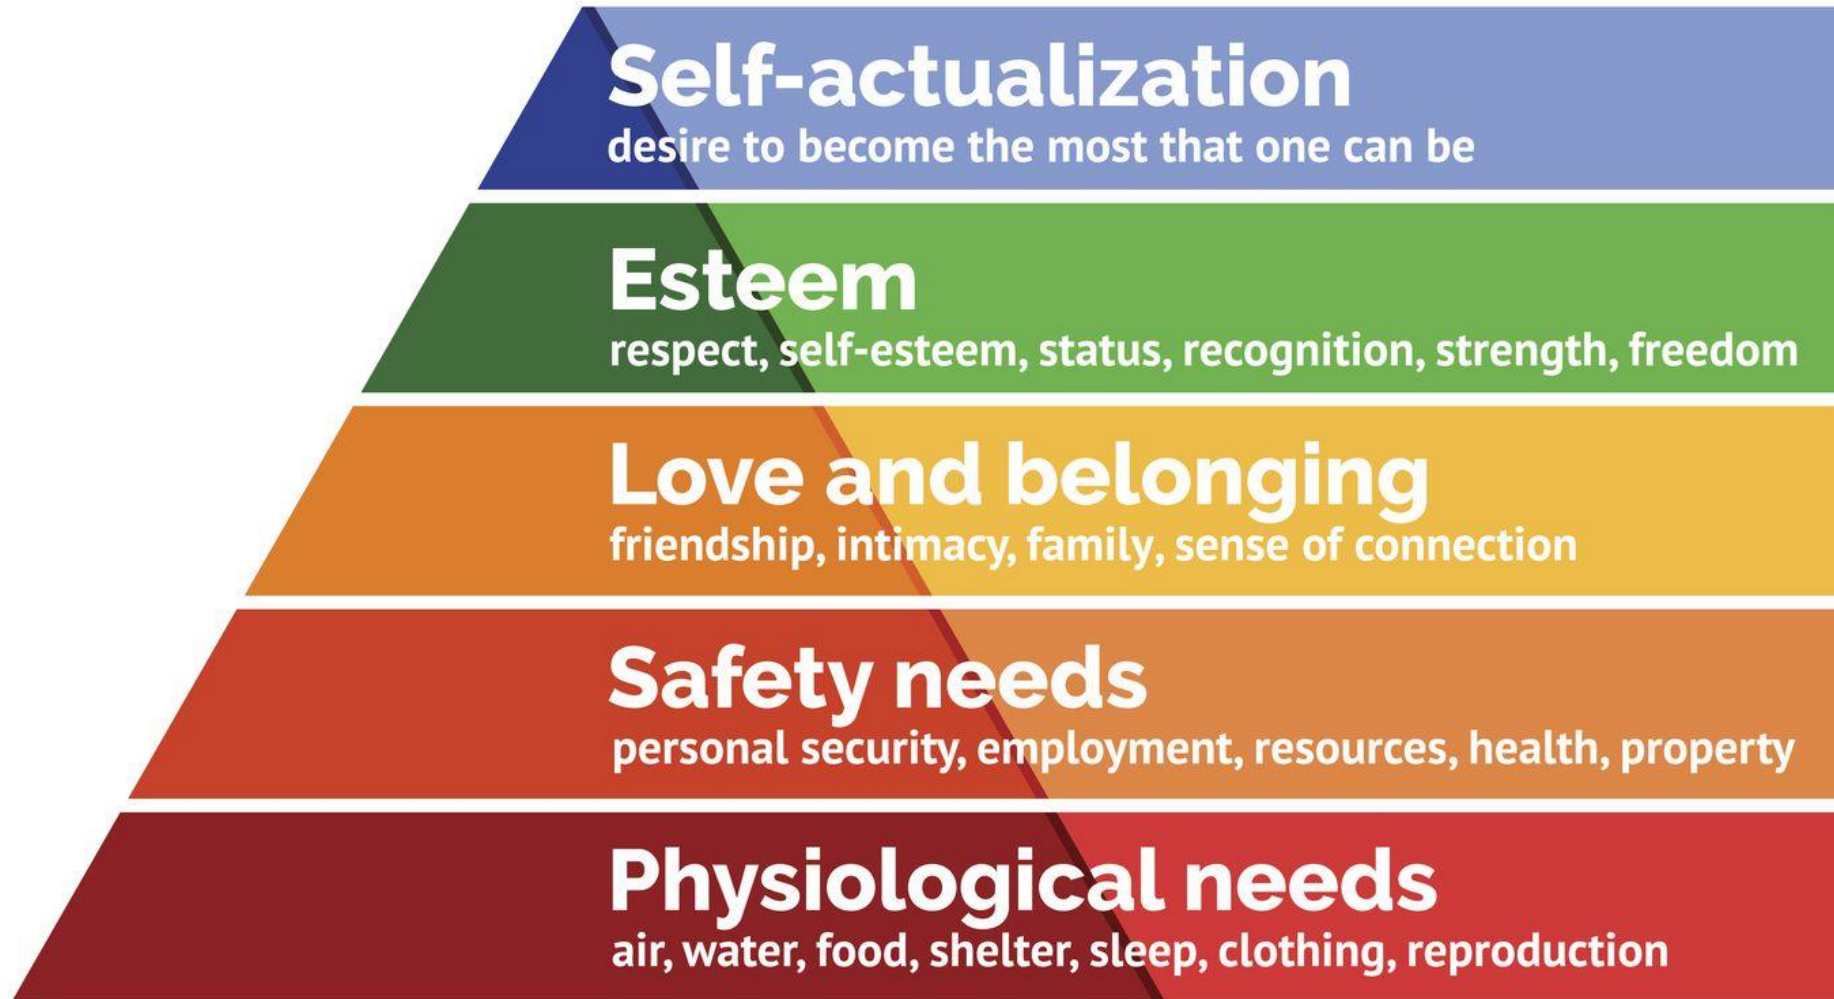 Self-actualization
desire to become the most that one can be
Esteem
respect, self-esteem, status, recognition, strength, freedom
Love and belonging
friendship, intimacy, family, sense of connection
Safety needs
personal security, employment, resources, health, property
Physiological needs
air, water, food, shelter, sleep, clothing, reproduction